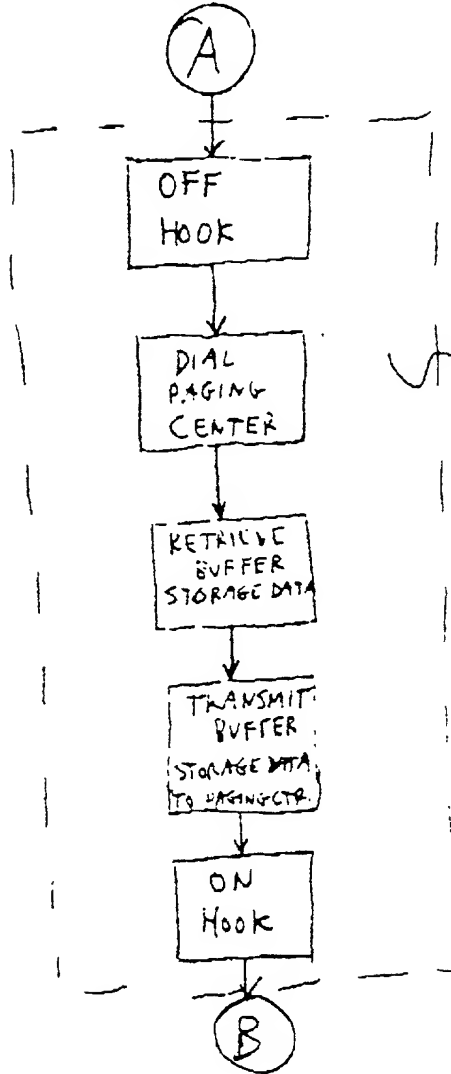 A
OFF
HOOK
DIAL
PAGING
CENTER
RETRIEVE
BUFFER
STORAGE DATA
TRANSMIT
BUFFER
STORAGE DATA
TO PAGING CTR.
ON
HOOK
B